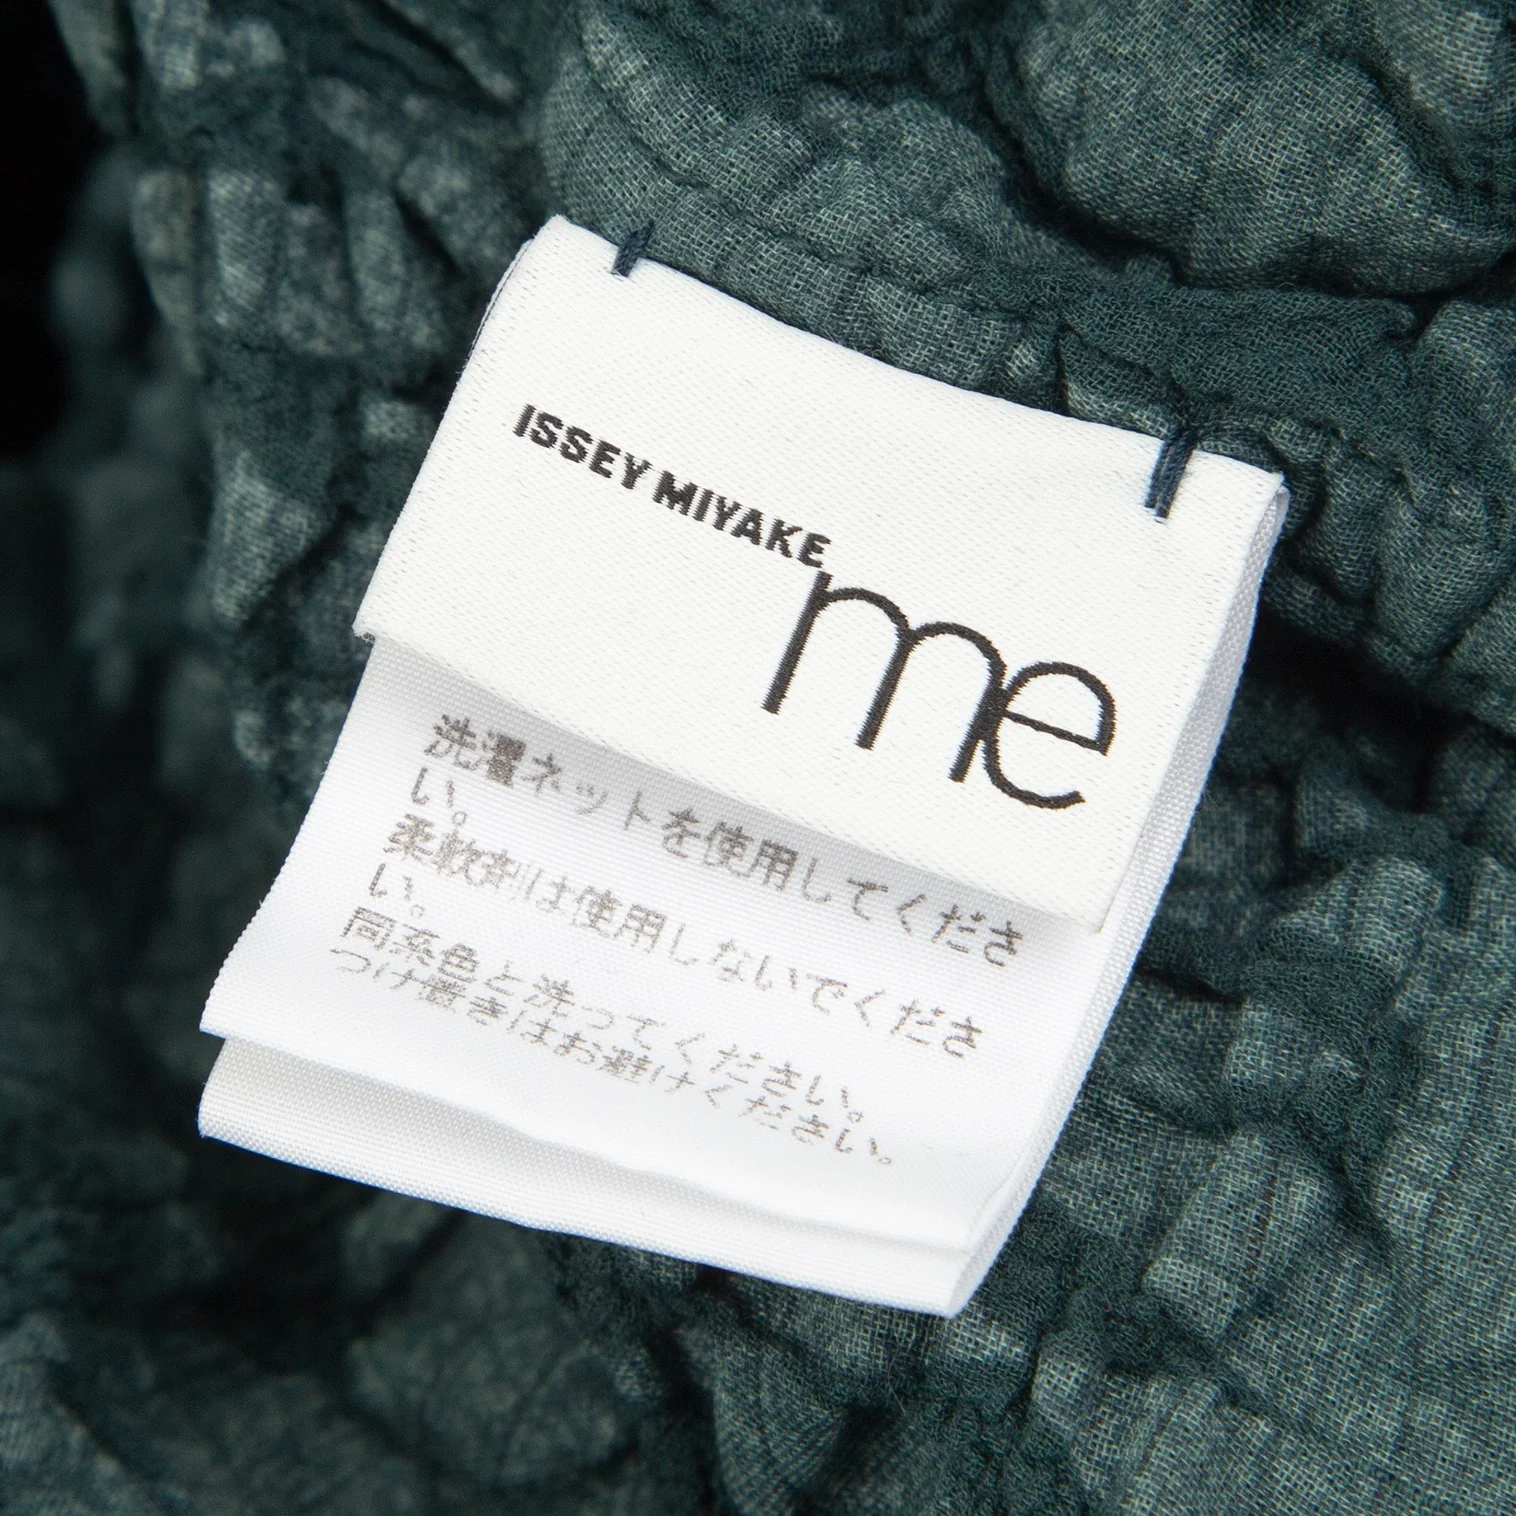 ISSEY MIYAKE
me
洗濯ネットを使用してくださ
い。
柔軟剤は使用しないでくださ
い。
同系色と洗ってください。
つけ置きはお避けください。